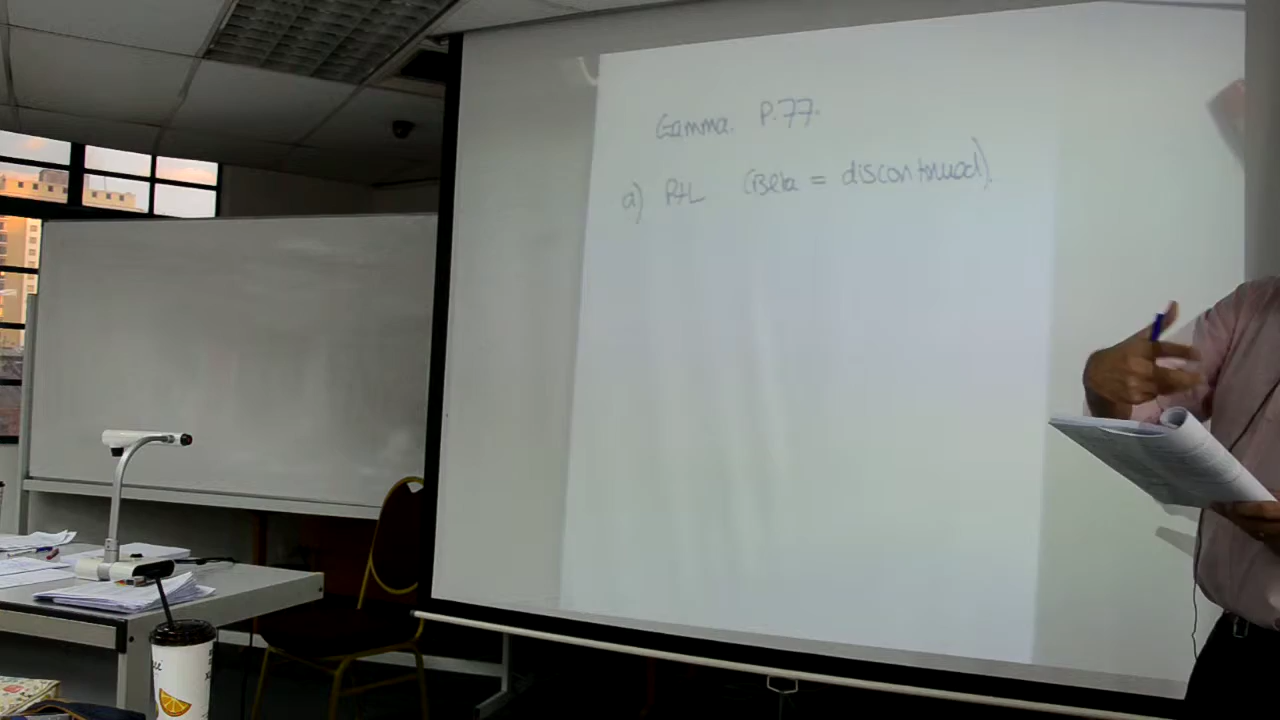 Gamma. P.77.
a) P+L (Beta = discontinued).